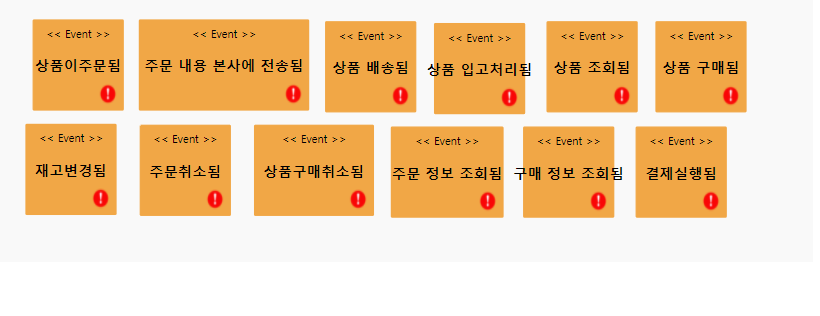 << Event >>
상품이주문됨
<< Event >>
주문 내용 본사에 전송됨
<< Event >>
상품 배송됨
<< Event >>
상품 입고처리됨
<< Event >>
상품 조회됨
<< Event >>
상품 구매됨
<< Event >>
재고변경됨
<< Event >>
주문취소됨
<< Event >>
상품구매취소됨
<< Event >>
주문 정보 조회됨
<< Event >>
구매 정보 조회됨
<< Event >>
결제실행됨